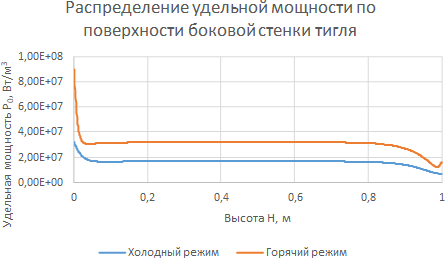 Распределение удельной мощности по
поверхности боковой стенки тигля
Удельная мощность P₀, Вт/м³
1,00E+08
8,00E+07
6,00E+07
4,00E+07
2,00E+07
0,00E+00
0
0,2
0,4
0,6
0,8
1
Высота H, м
Холодный режим
Горячий режим